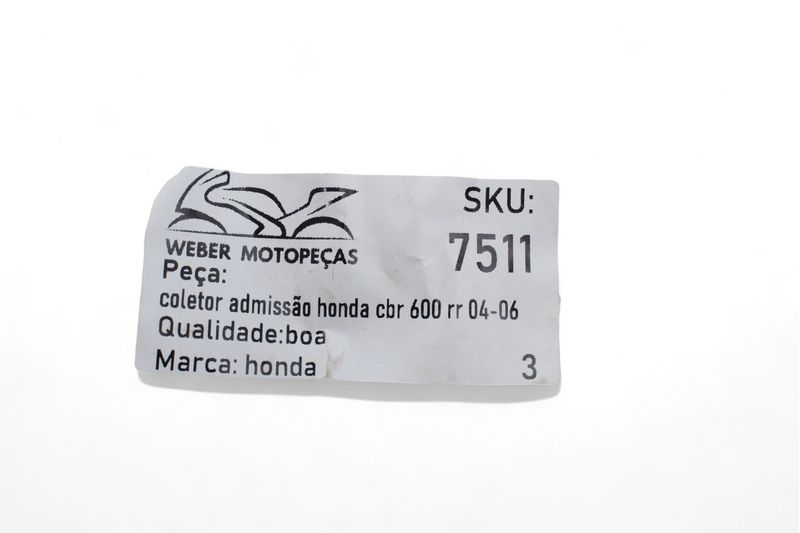 WEBER MOTOPEÇAS
SKU:
7511
Peça:
coletor admissão honda cbr 600 rr 04-06
Qualidade:boa
Marca: honda
3